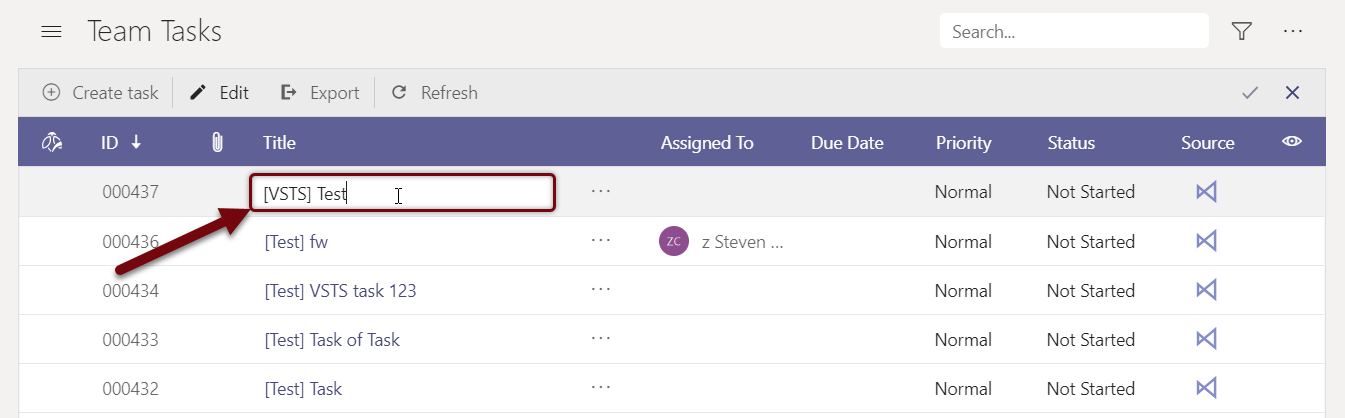 Team Tasks Search... ...
Create task Edit Export Refresh
ID Title Assigned To Due Date Priority Status Source
000437 [VSTS] Test ... Normal Not Started
000436 [Test] fw ... ZC z Steven ... Normal Not Started
000434 [Test] VSTS task 123 ... Normal Not Started
000433 [Test] Task of Task ... Normal Not Started
000432 [Test] Task ... Normal Not Started